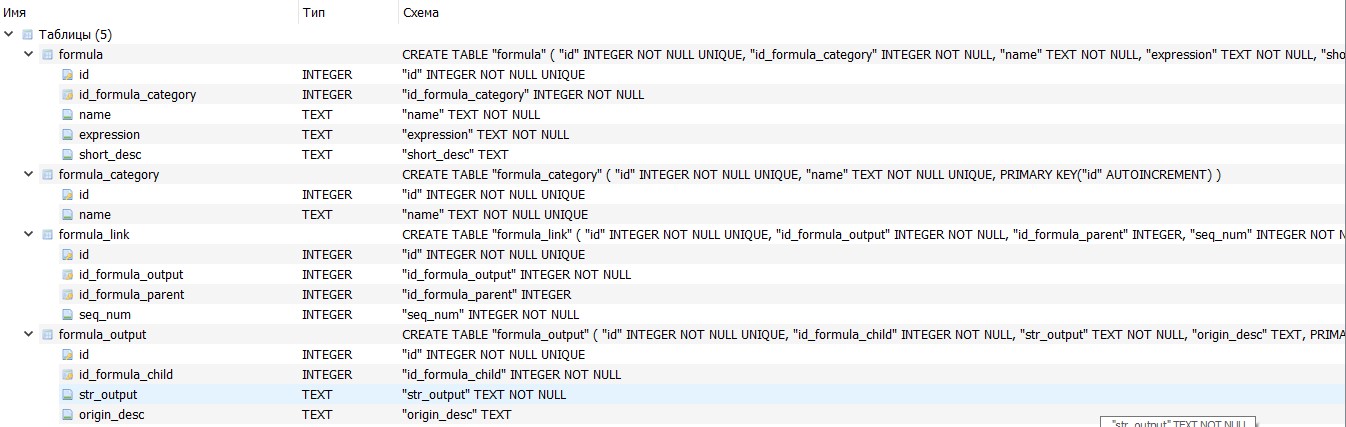 Имя Тип Схема
Таблицы (5)
formula CREATE TABLE "formula" ( "id" INTEGER NOT NULL UNIQUE, "id_formula_category" INTEGER NOT NULL, "name" TEXT NOT NULL, "expression" TEXT NOT NULL, "sho
id INTEGER "id" INTEGER NOT NULL UNIQUE
id_formula_category INTEGER "id_formula_category" INTEGER NOT NULL
name TEXT "name" TEXT NOT NULL
expression TEXT "expression" TEXT NOT NULL
short_desc TEXT "short_desc" TEXT
formula_category CREATE TABLE "formula_category" ( "id" INTEGER NOT NULL UNIQUE, "name" TEXT NOT NULL UNIQUE, PRIMARY KEY("id" AUTOINCREMENT) )
id INTEGER "id" INTEGER NOT NULL UNIQUE
name TEXT "name" TEXT NOT NULL UNIQUE
formula_link CREATE TABLE "formula_link" ( "id" INTEGER NOT NULL UNIQUE, "id_formula_output" INTEGER NOT NULL, "id_formula_parent" INTEGER, "seq_num" INTEGER NOT N
id INTEGER "id" INTEGER NOT NULL UNIQUE
id_formula_output INTEGER "id_formula_output" INTEGER NOT NULL
id_formula_parent INTEGER "id_formula_parent" INTEGER
seq_num INTEGER "seq_num" INTEGER NOT NULL
formula_output CREATE TABLE "formula_output" ( "id" INTEGER NOT NULL UNIQUE, "id_formula_child" INTEGER NOT NULL, "str_output" TEXT NOT NULL, "origin_desc" TEXT, PRIMA
id INTEGER "id" INTEGER NOT NULL UNIQUE
id_formula_child INTEGER "id_formula_child" INTEGER NOT NULL
str_output TEXT "str_output" TEXT NOT NULL
origin_desc TEXT "origin_desc" TEXT
"str_output" TEXT NOT NULL